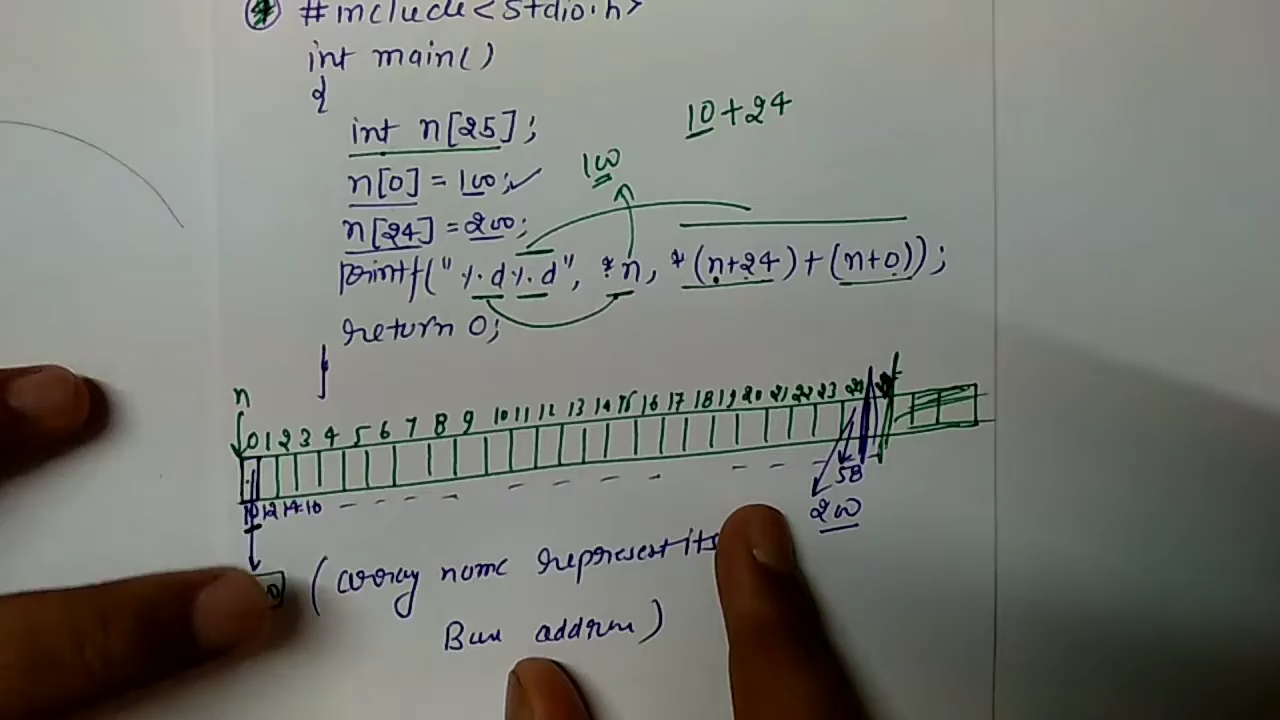 #include<stdio.h>
int main()
{
int n[25];
10+24
n[0] = 100;
100
n[24] = 200;
printf("%d%d", *n, *(n+24)+(n+0));
return 0;
}
n
0 1 2 3 4 5 6 7 8 9 10 11 12 13 14 15 16 17 18 19 20 21 22 23 24
10 12 14 16
58
200
(array name represent its
Base address)